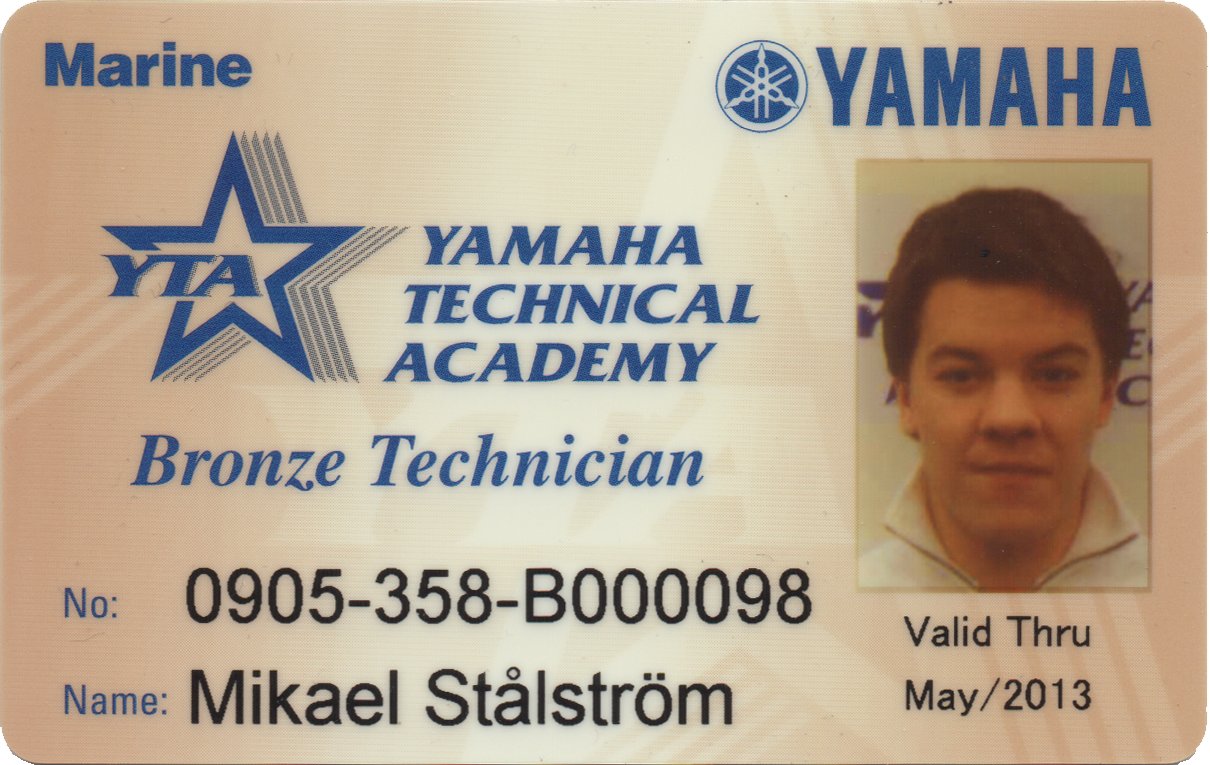 Marine
YAMAHA
YTA
YAMAHA
TECHNICAL
ACADEMY
Bronze Technician
No: 0905-358-B000098
Name: Mikael Stålström
Valid Thru
May/2013